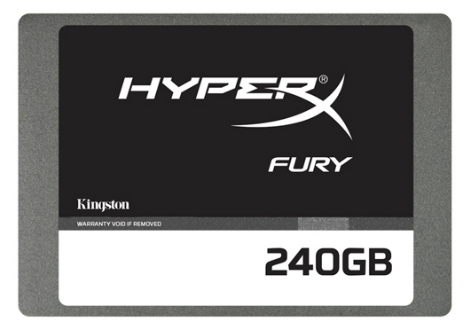 HYPERX®
FURY
Kingston
WARRANTY VOID IF REMOVED
240GB